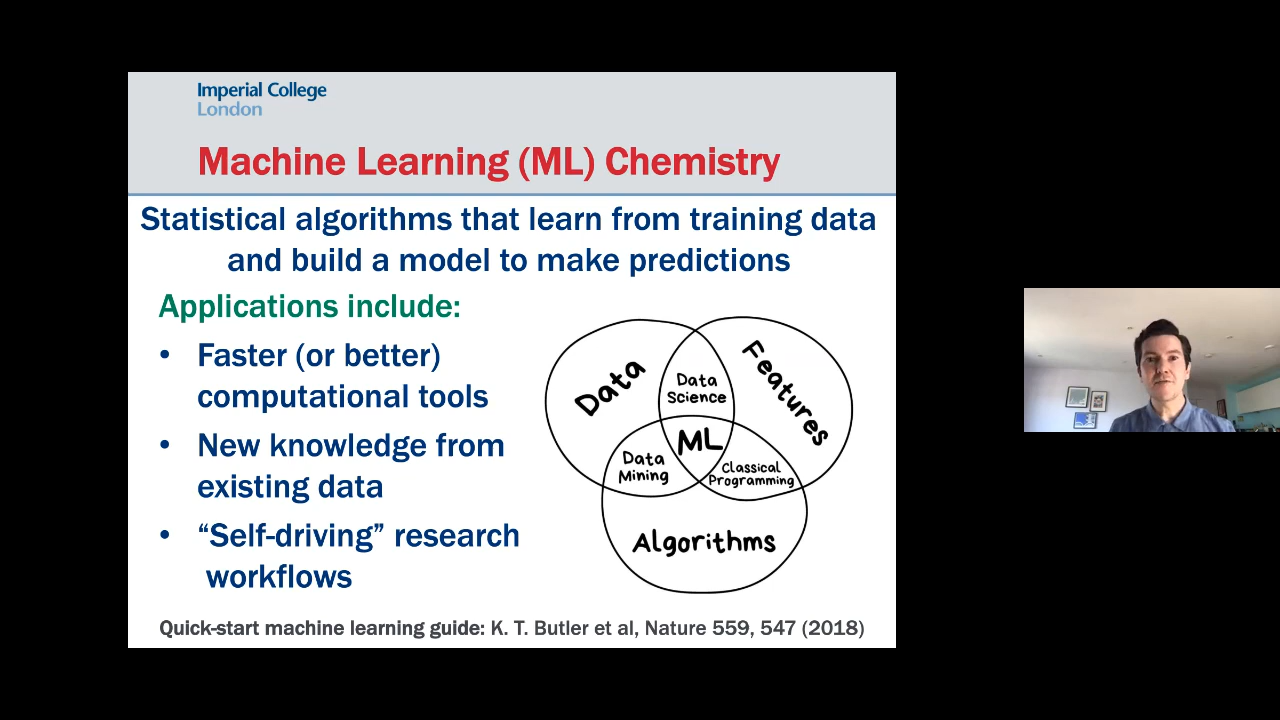 Imperial College
London
Machine Learning (ML) Chemistry
Statistical algorithms that learn from training data
and build a model to make predictions
Applications include:
• Faster (or better)
computational tools
• New knowledge from
existing data
• “Self-driving” research
workflows
Data
Features
Data
Science
ML
Data
Mining
Classical
Programming
Algorithms
Quick-start machine learning guide: K. T. Butler et al, Nature 559, 547 (2018)